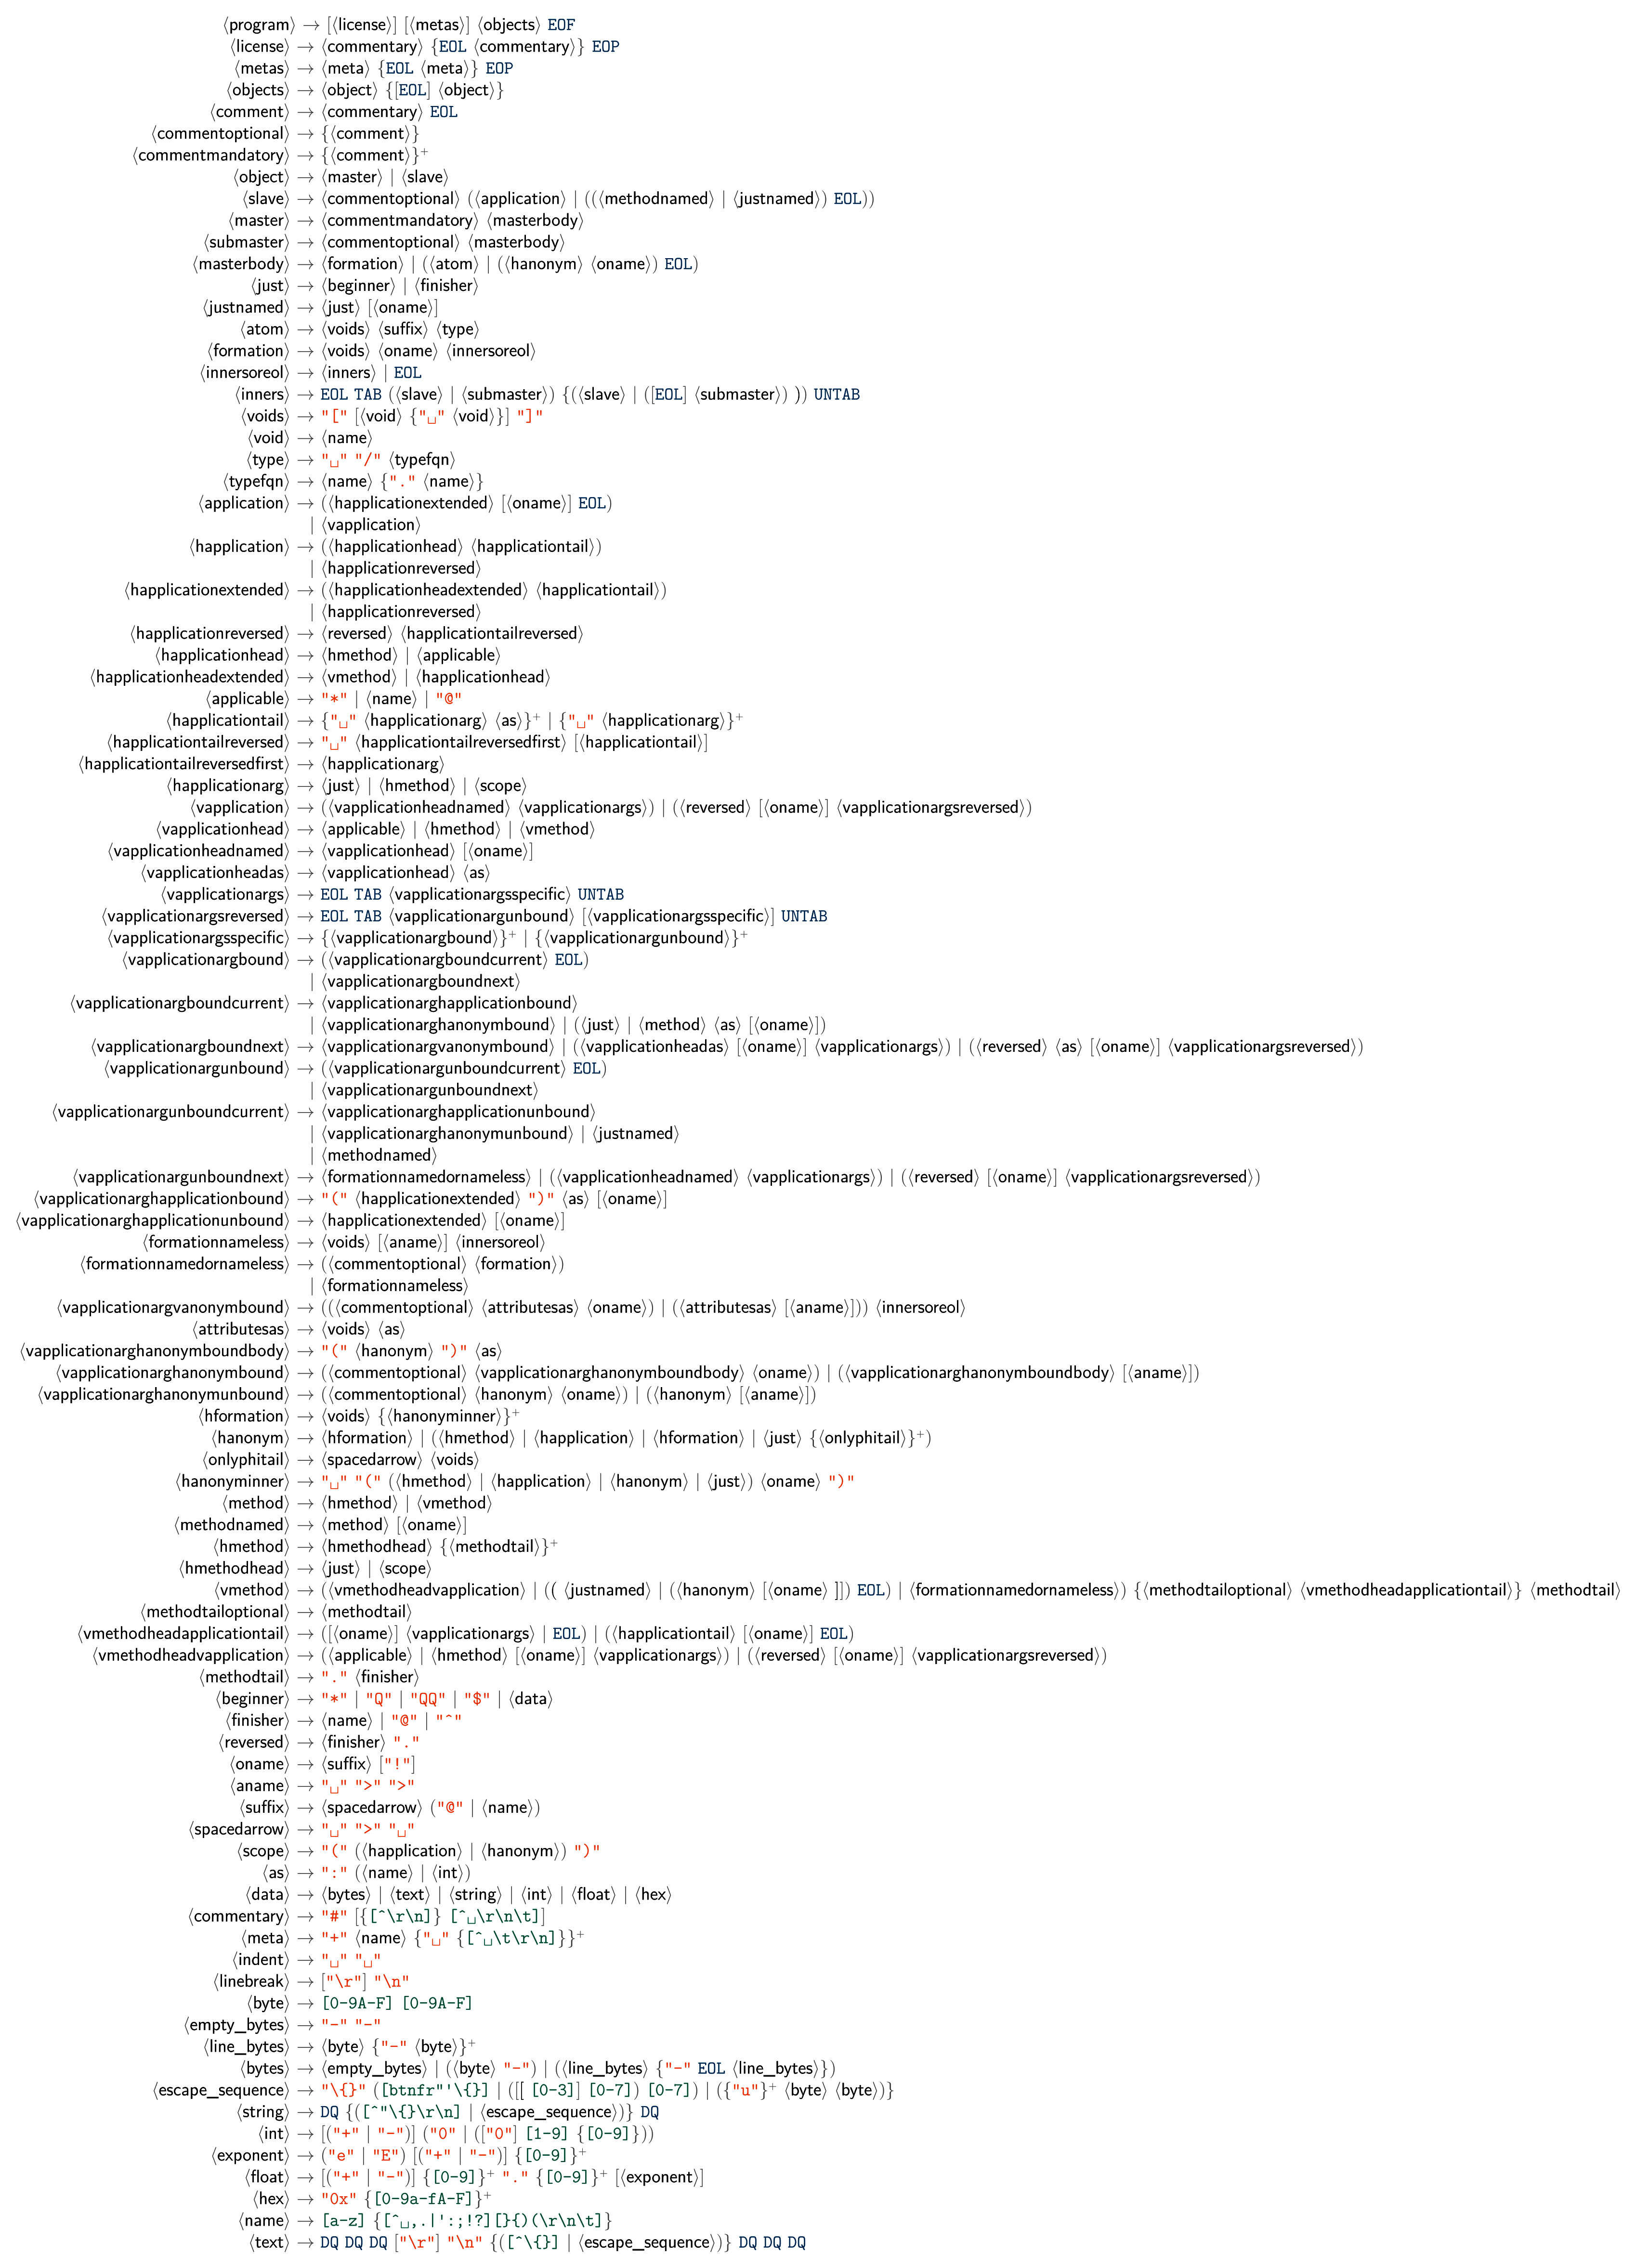 ⟨program⟩ → [⟨license⟩] [⟨metas⟩] ⟨objects⟩ EOF
⟨license⟩ → ⟨commentary⟩ {EOL ⟨commentary⟩} EOP
⟨metas⟩ → ⟨meta⟩ {EOL ⟨meta⟩} EOP
⟨objects⟩ → ⟨object⟩ {[EOL] ⟨object⟩}
⟨comment⟩ → ⟨commentary⟩ EOL
⟨commentoptional⟩ → {⟨comment⟩}
⟨commentmandatory⟩ → {⟨comment⟩}⁺
⟨object⟩ → ⟨master⟩ | ⟨slave⟩
⟨slave⟩ → ⟨commentoptional⟩ (⟨application⟩ | ((⟨methodnamed⟩ | ⟨justnamed⟩) EOL))
⟨master⟩ → ⟨commentmandatory⟩ ⟨masterbody⟩
⟨submaster⟩ → ⟨commentoptional⟩ ⟨masterbody⟩
⟨masterbody⟩ → ⟨formation⟩ | (⟨atom⟩ | (⟨hanonym⟩ ⟨oname⟩) EOL)
⟨just⟩ → ⟨beginner⟩ | ⟨finisher⟩
⟨justnamed⟩ → ⟨just⟩ [⟨oname⟩]
⟨atom⟩ → ⟨voids⟩ ⟨suffix⟩ ⟨type⟩
⟨formation⟩ → ⟨voids⟩ ⟨oname⟩ ⟨innersoreol⟩
⟨innersoreol⟩ → ⟨inners⟩ | EOL
⟨inners⟩ → EOL TAB (⟨slave⟩ | ⟨submaster⟩) {(⟨slave⟩ | ([EOL] ⟨submaster⟩) )) UNTAB
⟨voids⟩ → "[" [⟨void⟩ {"␣" ⟨void⟩}] "]"
⟨void⟩ → ⟨name⟩
⟨type⟩ → "␣" "/" ⟨typefqn⟩
⟨typefqn⟩ → ⟨name⟩ {"." ⟨name⟩}
⟨application⟩ → (⟨happlicationextended⟩ [⟨oname⟩] EOL)
| ⟨vapplication⟩
⟨happlication⟩ → (⟨happlicationhead⟩ ⟨happlicationtail⟩)
| ⟨happlicationreversed⟩
⟨happlicationextended⟩ → (⟨happlicationheadextended⟩ ⟨happlicationtail⟩)
| ⟨happlicationreversed⟩
⟨happlicationreversed⟩ → ⟨reversed⟩ ⟨happlicationtailreversed⟩
⟨happlicationhead⟩ → ⟨hmethod⟩ | ⟨applicable⟩
⟨happlicationheadextended⟩ → ⟨vmethod⟩ | ⟨happlicationhead⟩
⟨applicable⟩ → "*" | ⟨name⟩ | "@"
⟨happlicationtail⟩ → {"␣" ⟨happlicationarg⟩ ⟨as⟩}⁺ | {"␣" ⟨happlicationarg⟩}⁺
⟨happlicationtailreversed⟩ → "␣" ⟨happlicationtailreversedfirst⟩ [⟨happlicationtail⟩]
⟨happlicationtailreversedfirst⟩ → ⟨happlicationarg⟩
⟨happlicationarg⟩ → ⟨just⟩ | ⟨hmethod⟩ | ⟨scope⟩
⟨vapplication⟩ → (⟨vapplicationheadnamed⟩ ⟨vapplicationargs⟩) | (⟨reversed⟩ [⟨oname⟩] ⟨vapplicationargsreversed⟩)
⟨vapplicationhead⟩ → ⟨applicable⟩ | ⟨hmethod⟩ | ⟨vmethod⟩
⟨vapplicationheadnamed⟩ → ⟨vapplicationhead⟩ [⟨oname⟩]
⟨vapplicationheadas⟩ → ⟨vapplicationhead⟩ ⟨as⟩
⟨vapplicationargs⟩ → EOL TAB ⟨vapplicationargsspecific⟩ UNTAB
⟨vapplicationargsreversed⟩ → EOL TAB ⟨vapplicationargunbound⟩ [⟨vapplicationargsspecific⟩] UNTAB
⟨vapplicationargsspecific⟩ → {⟨vapplicationargbound⟩}⁺ | {⟨vapplicationargunbound⟩}⁺
⟨vapplicationargbound⟩ → (⟨vapplicationargboundcurrent⟩ EOL)
| ⟨vapplicationargboundnext⟩
⟨vapplicationargboundcurrent⟩ → ⟨vapplicationarghapplicationbound⟩
| ⟨vapplicationarghanonymbound⟩ | (⟨just⟩ | ⟨method⟩ ⟨as⟩ [⟨oname⟩])
⟨vapplicationargboundnext⟩ → ⟨vapplicationargvanonymbound⟩ | (⟨vapplicationheadas⟩ [⟨oname⟩] ⟨vapplicationargs⟩) | (⟨reversed⟩ ⟨as⟩ [⟨oname⟩] ⟨vapplicationargsreversed⟩)
⟨vapplicationargunbound⟩ → (⟨vapplicationargunboundcurrent⟩ EOL)
| ⟨vapplicationargunboundnext⟩
⟨vapplicationargunboundcurrent⟩ → ⟨vapplicationarghapplicationunbound⟩
| ⟨vapplicationarghanonymunbound⟩ | ⟨justnamed⟩
| ⟨methodnamed⟩
⟨vapplicationargunboundnext⟩ → ⟨formationnamedornameless⟩ | (⟨vapplicationheadnamed⟩ ⟨vapplicationargs⟩) | (⟨reversed⟩ [⟨oname⟩] ⟨vapplicationargsreversed⟩)
⟨vapplicationarghapplicationbound⟩ → "(" ⟨happlicationextended⟩ ")" ⟨as⟩ [⟨oname⟩]
⟨vapplicationarghapplicationunbound⟩ → ⟨happlicationextended⟩ [⟨oname⟩]
⟨formationnameless⟩ → ⟨voids⟩ [⟨aname⟩] ⟨innersoreol⟩
⟨formationnamedornameless⟩ → (⟨commentoptional⟩ ⟨formation⟩)
| ⟨formationnameless⟩
⟨vapplicationargvanonymbound⟩ → ((⟨commentoptional⟩ ⟨attributesas⟩ ⟨oname⟩) | (⟨attributesas⟩ [⟨aname⟩])) ⟨innersoreol⟩
⟨attributesas⟩ → ⟨voids⟩ ⟨as⟩
⟨vapplicationarghanonymboundbody⟩ → "(" ⟨hanonym⟩ ")" ⟨as⟩
⟨vapplicationarghanonymbound⟩ → (⟨commentoptional⟩ ⟨vapplicationarghanonymboundbody⟩ ⟨oname⟩) | (⟨vapplicationarghanonymboundbody⟩ [⟨aname⟩])
⟨vapplicationarghanonymunbound⟩ → (⟨commentoptional⟩ ⟨hanonym⟩ ⟨oname⟩) | (⟨hanonym⟩ [⟨aname⟩])
⟨hformation⟩ → ⟨voids⟩ {⟨hanonyminner⟩}⁺
⟨hanonym⟩ → ⟨hformation⟩ | (⟨hmethod⟩ | ⟨happlication⟩ | ⟨hformation⟩ | ⟨just⟩ {⟨onlyphitail⟩}⁺)
⟨onlyphitail⟩ → ⟨spacedarrow⟩ ⟨voids⟩
⟨hanonyminner⟩ → "␣" "(" (⟨hmethod⟩ | ⟨happlication⟩ | ⟨hanonym⟩ | ⟨just⟩) ⟨oname⟩ ")"
⟨method⟩ → ⟨hmethod⟩ | ⟨vmethod⟩
⟨methodnamed⟩ → ⟨method⟩ [⟨oname⟩]
⟨hmethod⟩ → ⟨hmethodhead⟩ {⟨methodtail⟩}⁺
⟨hmethodhead⟩ → ⟨just⟩ | ⟨scope⟩
⟨vmethod⟩ → (⟨vmethodheadvapplication⟩ | (( ⟨justnamed⟩ | (⟨hanonym⟩ [⟨oname⟩ ]]) EOL) | ⟨formationnamedornameless⟩) {⟨methodtailoptional⟩ ⟨vmethodheadapplicationtail⟩} ⟨methodtail⟩
⟨methodtailoptional⟩ → ⟨methodtail⟩
⟨vmethodheadapplicationtail⟩ → ([⟨oname⟩] ⟨vapplicationargs⟩ | EOL) | (⟨happlicationtail⟩ [⟨oname⟩] EOL)
⟨vmethodheadvapplication⟩ → (⟨applicable⟩ | ⟨hmethod⟩ [⟨oname⟩] ⟨vapplicationargs⟩) | (⟨reversed⟩ [⟨oname⟩] ⟨vapplicationargsreversed⟩)
⟨methodtail⟩ → "." ⟨finisher⟩
⟨beginner⟩ → "*" | "Q" | "QQ" | "$" | ⟨data⟩
⟨finisher⟩ → ⟨name⟩ | "@" | "^"
⟨reversed⟩ → ⟨finisher⟩ "."
⟨oname⟩ → ⟨suffix⟩ ["!"]
⟨aname⟩ → "␣" ">" ">"
⟨suffix⟩ → ⟨spacedarrow⟩ ("@" | ⟨name⟩)
⟨spacedarrow⟩ → "␣" ">" "␣"
⟨scope⟩ → "(" (⟨happlication⟩ | ⟨hanonym⟩) ")"
⟨as⟩ → ":" (⟨name⟩ | ⟨int⟩)
⟨data⟩ → ⟨bytes⟩ | ⟨text⟩ | ⟨string⟩ | ⟨int⟩ | ⟨float⟩ | ⟨hex⟩
⟨commentary⟩ → "#" [{[^\r\n]} [^␣\r\n\t]]
⟨meta⟩ → "+" ⟨name⟩ {"␣" {[^␣\t\r\n]}}⁺
⟨indent⟩ → "␣" "␣"
⟨linebreak⟩ → ["\r"] "\n"
⟨byte⟩ → [0-9A-F] [0-9A-F]
⟨empty_bytes⟩ → "-" "-"
⟨line_bytes⟩ → ⟨byte⟩ {"-" ⟨byte⟩}⁺
⟨bytes⟩ → ⟨empty_bytes⟩ | (⟨byte⟩ "-") | (⟨line_bytes⟩ {"-" EOL ⟨line_bytes⟩})
⟨escape_sequence⟩ → "\{}" ([btnfr"'\{}] | ([[ [0-3]] [0-7]) [0-7]) | ({"u"}⁺ ⟨byte⟩ ⟨byte⟩)}
⟨string⟩ → DQ {([^"\{}\r\n] | ⟨escape_sequence⟩)} DQ
⟨int⟩ → [("+" | "-")] ("0" | (["0"] [1-9] {[0-9]}))
⟨exponent⟩ → ("e" | "E") [("+" | "-")] {[0-9]}⁺
⟨float⟩ → [("+" | "-")] {[0-9]}⁺ "." {[0-9]}⁺ [⟨exponent⟩]
⟨hex⟩ → "0x" {[0-9a-fA-F]}⁺
⟨name⟩ → [a-z] {[^␣,.|':;!?][}{)(\r\n\t]}
⟨text⟩ → DQ DQ DQ ["\r"] "\n" {([^\{}] | ⟨escape_sequence⟩)} DQ DQ DQ